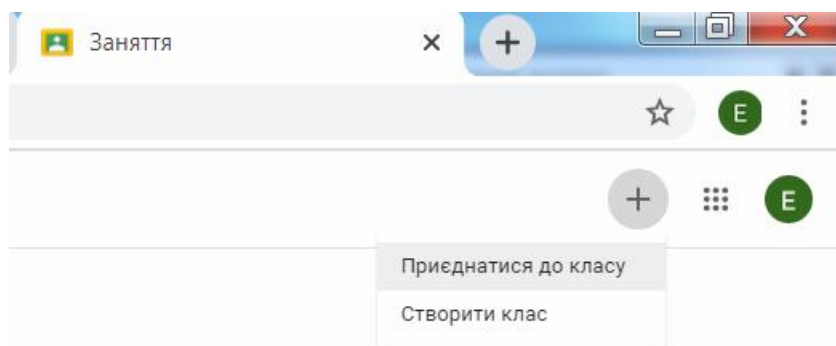 Заняття
E
E
Приєднатися до класу
Створити клас